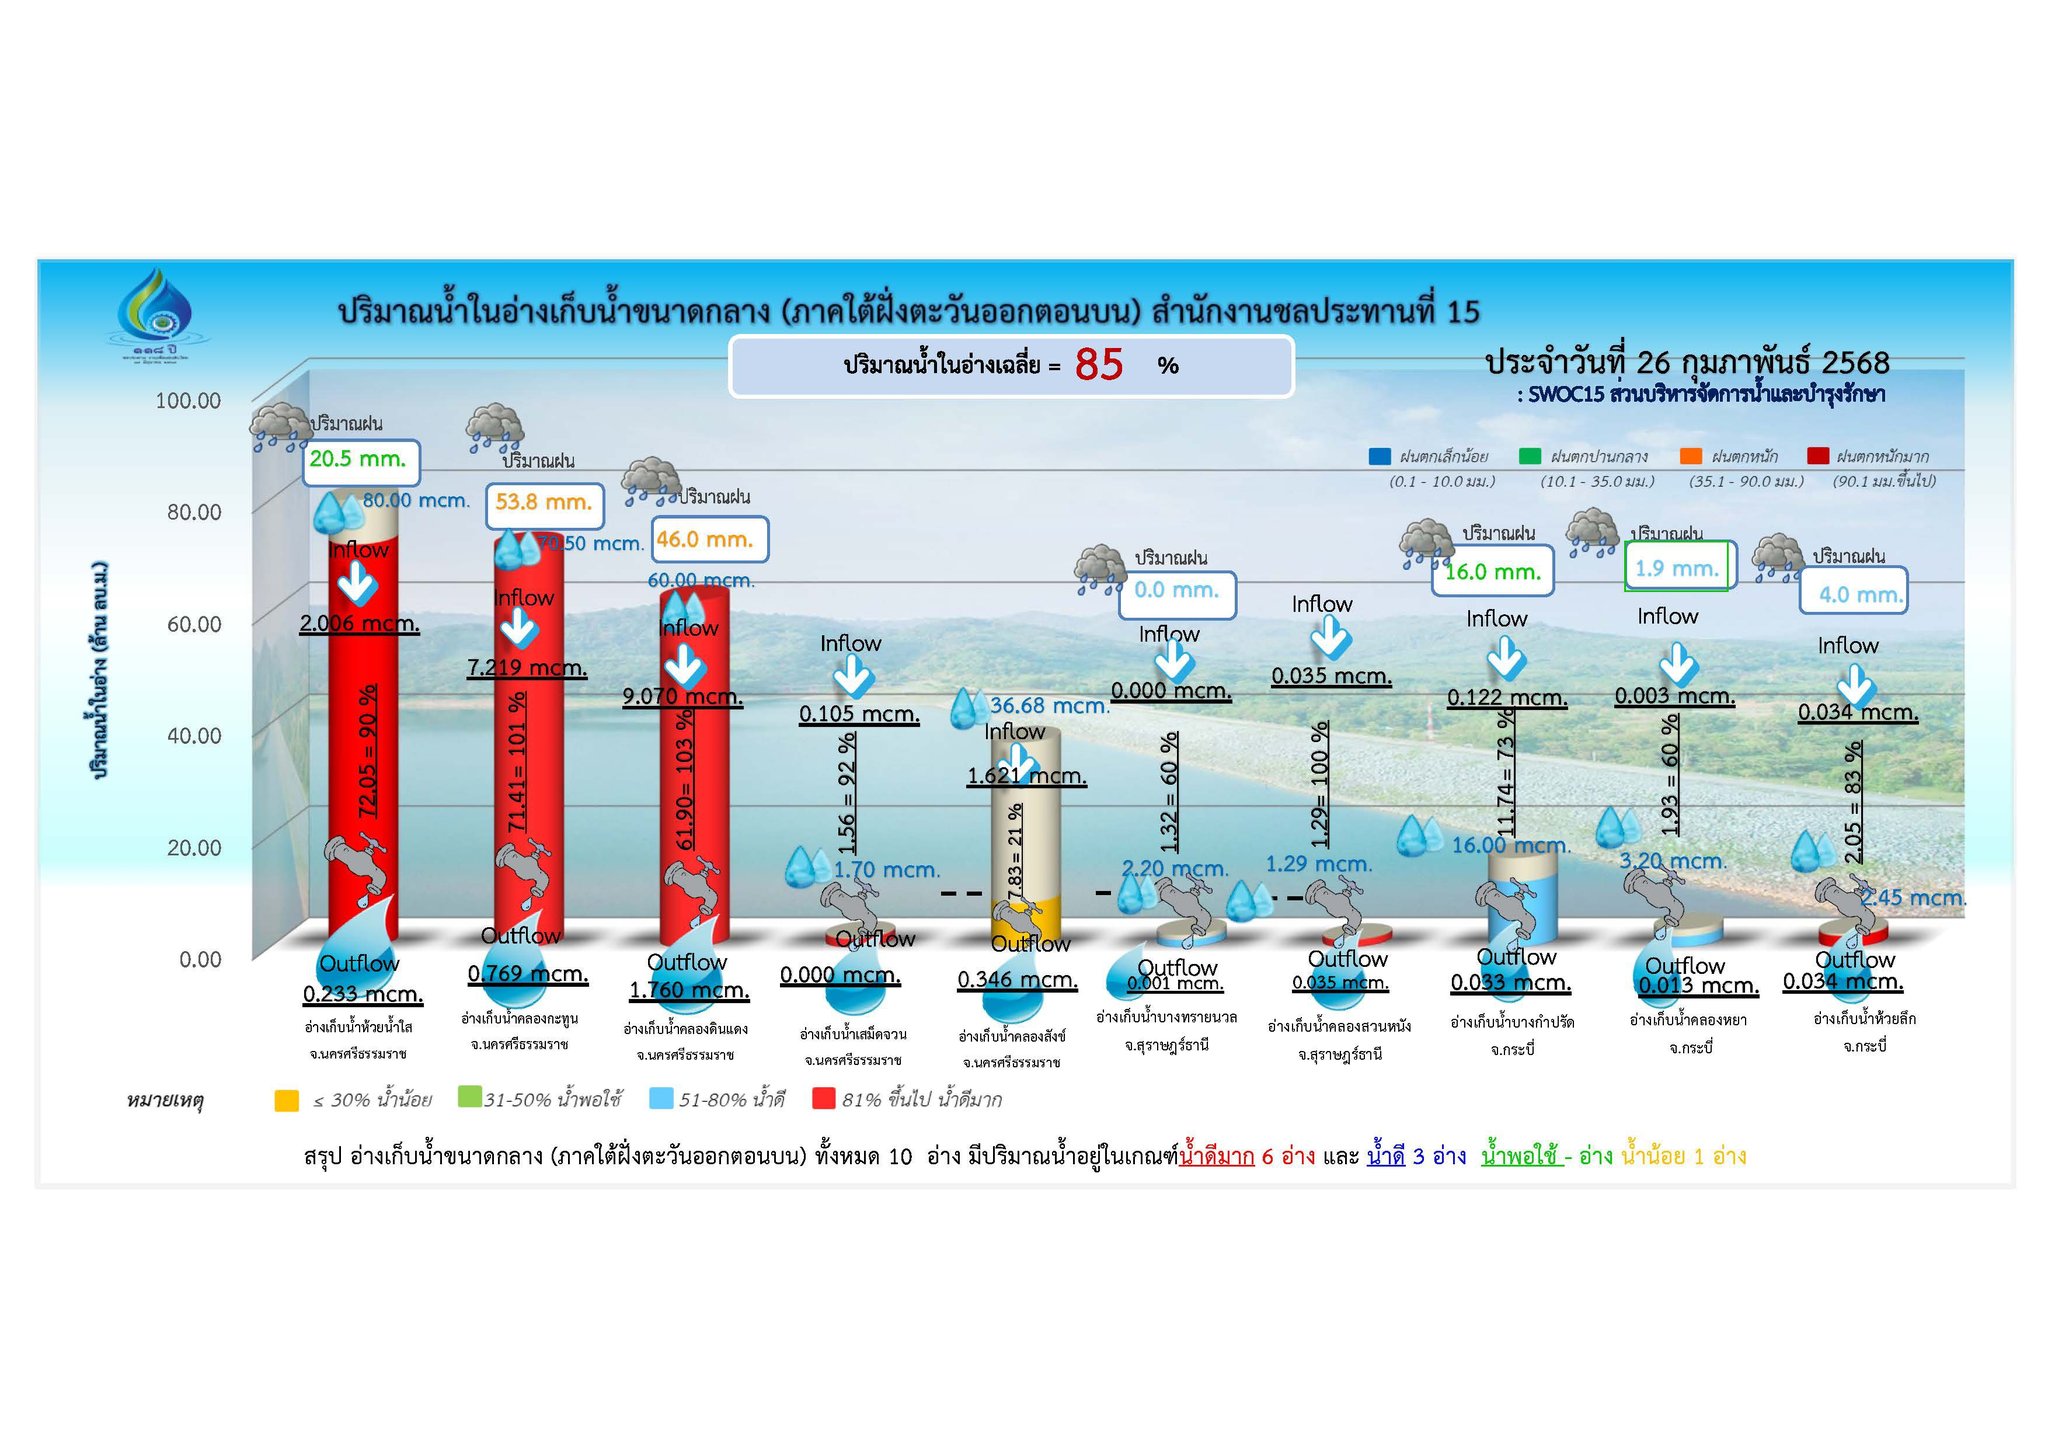 ปริมาณน้ำในอ่างเก็บน้ำขนาดกลาง (ภาคใต้ฝั่งตะวันออกตอนบน) สำนักงานชลประทานที่ 15
๑๑๘ ปี
ปริมาณน้ำในอ่างเฉลี่ย = 85 %
ประจำวันที่ 26 กุมภาพันธ์ 2568
: SWOC15 ส่วนบริหารจัดการน้ำและบำรุงรักษา
ฝนตกเล็กน้อย ฝนตกปานกลาง ฝนตกหนัก ฝนตกหนักมาก
(0.1 - 10.0 มม.) (10.1 - 35.0 มม.) (35.1 - 90.0 มม.) (90.1 มม.ขึ้นไป)
ปริมาณน้ำในอ่าง (ล้าน ลบ.ม.)
100.00
80.00
60.00
40.00
20.00
0.00
ปริมาณฝน
20.5 mm.
80.00 mcm.
Inflow
2.006 mcm.
72.05 = 90 %
Outflow
0.233 mcm.
อ่างเก็บน้ำห้วยน้ำใส
จ.นครศรีธรรมราช
ปริมาณฝน
53.8 mm.
70.50 mcm.
Inflow
7.219 mcm.
71.41= 101 %
Outflow
0.769 mcm.
อ่างเก็บน้ำคลองกะทูน
จ.นครศรีธรรมราช
ปริมาณฝน
46.0 mm.
60.00 mcm.
Inflow
9.070 mcm.
61.90= 103 %
Outflow
1.760 mcm.
อ่างเก็บน้ำคลองดินแดง
จ.นครศรีธรรมราช
Inflow
0.105 mcm.
1.56 = 92 %
1.70 mcm.
Outflow
0.000 mcm.
อ่างเก็บน้ำเสม็ดจวน
จ.นครศรีธรรมราช
36.68 mcm.
Inflow
1.621 mcm.
7.83= 21 %
Outflow
0.346 mcm.
อ่างเก็บน้ำคลองสังข์
จ.นครศรีธรรมราช
ปริมาณฝน
0.0 mm.
Inflow
0.000 mcm.
1.32 = 60 %
2.20 mcm.
Outflow
0.001 mcm.
อ่างเก็บน้ำบางทรายนวล
จ.สุราษฎร์ธานี
Inflow
0.035 mcm.
1.29= 100 %
1.29 mcm.
Outflow
0.035 mcm.
อ่างเก็บน้ำคลองสวนหนัง
จ.สุราษฎร์ธานี
ปริมาณฝน
16.0 mm.
Inflow
0.122 mcm.
11.74= 73 %
16.00 mcm.
Outflow
0.033 mcm.
อ่างเก็บน้ำบางกำปรัด
จ.กระบี่
ปริมาณฝน
1.9 mm.
Inflow
0.003 mcm.
1.93 = 60 %
3.20 mcm.
Outflow
0.013 mcm.
อ่างเก็บน้ำคลองหยา
จ.กระบี่
ปริมาณฝน
4.0 mm.
Inflow
0.034 mcm.
2.05 = 83 %
2.45 mcm.
Outflow
0.034 mcm.
อ่างเก็บน้ำห้วยลึก
จ.กระบี่
หมายเหตุ ≤ 30% น้ำน้อย 31-50% น้ำพอใช้ 51-80% น้ำดี 81% ขึ้นไป น้ำดีมาก
สรุป อ่างเก็บน้ำขนาดกลาง (ภาคใต้ฝั่งตะวันออกตอนบน) ทั้งหมด 10 อ่าง มีปริมาณน้ำอยู่ในเกณฑ์น้ำดีมาก 6 อ่าง และ น้ำดี 3 อ่าง น้ำพอใช้ - อ่าง น้ำน้อย 1 อ่าง